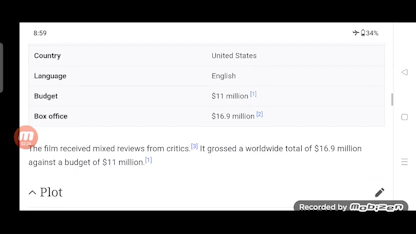 8:59
34%
Country United States
Language English
Budget $11 million [1]
Box office $16.9 million [2]
The film received mixed reviews from critics.[3] It grossed a worldwide total of $16.9 million
against a budget of $11 million.[1]
Plot
Recorded by Mobizen